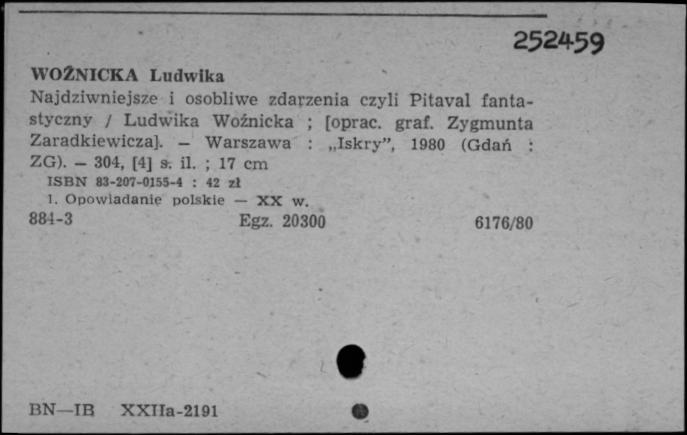 252459
WOŹNICKA Ludwika
Najdziwniejsze i osobliwe zdarzenia czyli Pitaval fanta-
styczny / Ludwika Woźnicka ; [oprac. graf. Zygmunta
Zaradkiewicza]. — Warszawa : „Iskry”, 1980 (Gdań :
ZG). — 304, [4] s. il. ; 17 cm
ISBN 83-207-0155-4 : 42 zł
1. Opowiadanie polskie — XX w.
884-3 Egz. 20300 6176/80
BN—IB XXIIa-2191